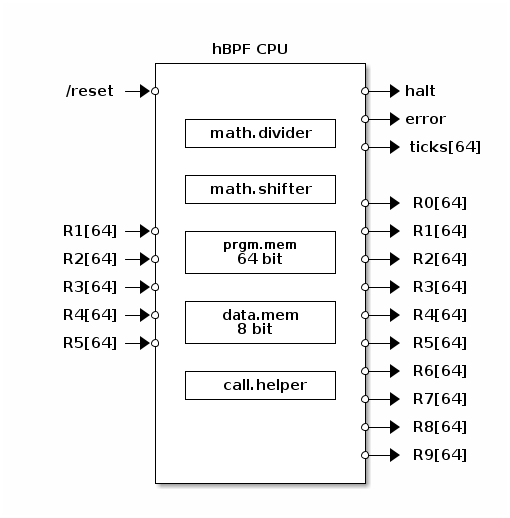 hBPF CPU
/reset
halt
error
math.divider
ticks[64]
math.shifter
R0[64]
R1[64]
prgm.mem
64 bit
R1[64]
R2[64]
R2[64]
R3[64]
R3[64]
R4[64]
data.mem
8 bit
R4[64]
R5[64]
R5[64]
call.helper
R6[64]
R7[64]
R8[64]
R9[64]